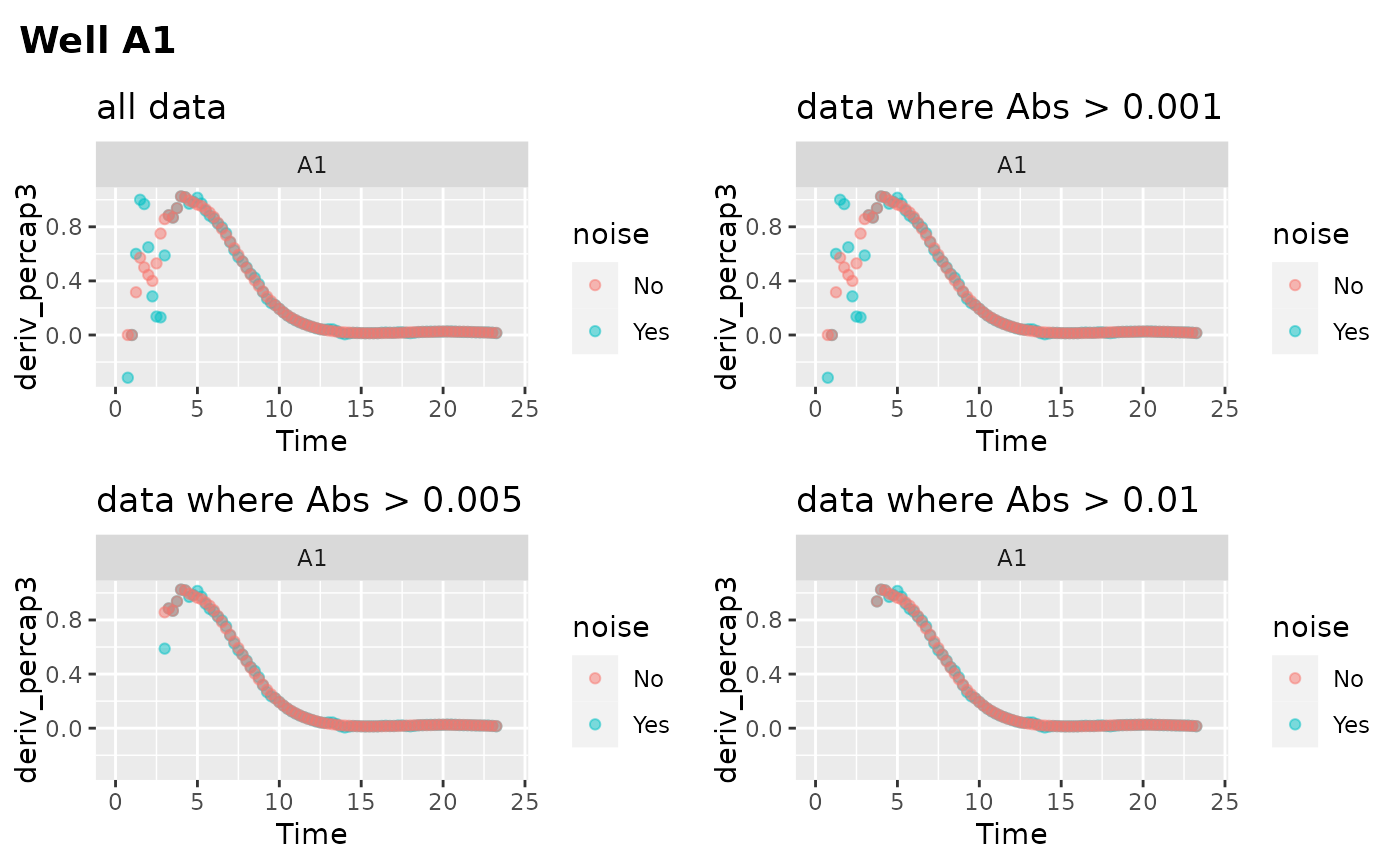 Well A1
all data
A1
deriv_percap3
0.8
0.4
0.0
0 5 10 15 20 25
Time
noise
No
Yes
data where Abs > 0.001
A1
deriv_percap3
0.8
0.4
0.0
0 5 10 15 20 25
Time
noise
No
Yes
data where Abs > 0.005
A1
deriv_percap3
0.8
0.4
0.0
0 5 10 15 20 25
Time
noise
No
Yes
data where Abs > 0.01
A1
deriv_percap3
0.8
0.4
0.0
0 5 10 15 20 25
Time
noise
No
Yes